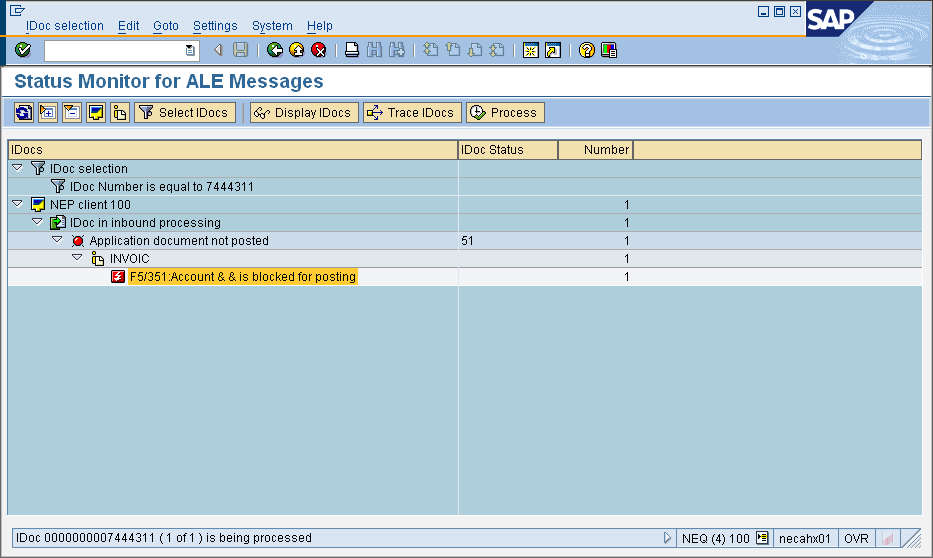 IDoc selection Edit Goto Settings System Help
SAP
Status Monitor for ALE Messages
Select IDocs Display IDocs Trace IDocs Process
IDocs IDoc Status Number
IDoc selection
IDoc Number is equal to 7444311
NEP client 100 1
IDoc in inbound processing 1
Application document not posted 51 1
INVOIC 1
F5/351:Account & & is blocked for posting 1
IDoc 0000000007444311 ( 1 of 1 ) is being processed NEQ (4) 100 necahx01 OVR